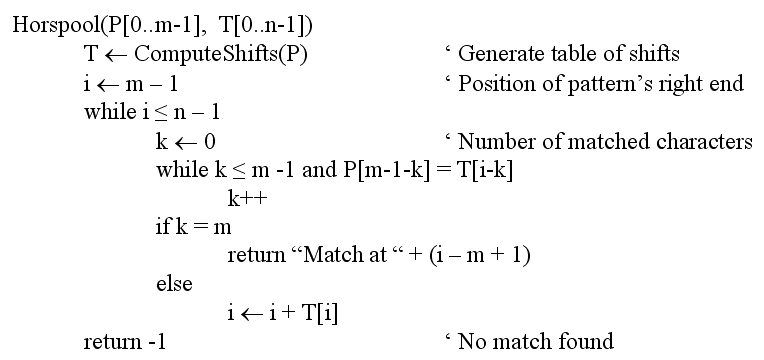 Horspool(P[0..m-1], T[0..n-1])
T ← ComputeShifts(P) ‘ Generate table of shifts
i ← m – 1 ‘ Position of pattern’s right end
while i ≤ n – 1
k ← 0 ‘ Number of matched characters
while k ≤ m -1 and P[m-1-k] = T[i-k]
k++
if k = m
return “Match at “ + (i – m + 1)
else
i ← i + T[i]
return -1 ‘ No match found